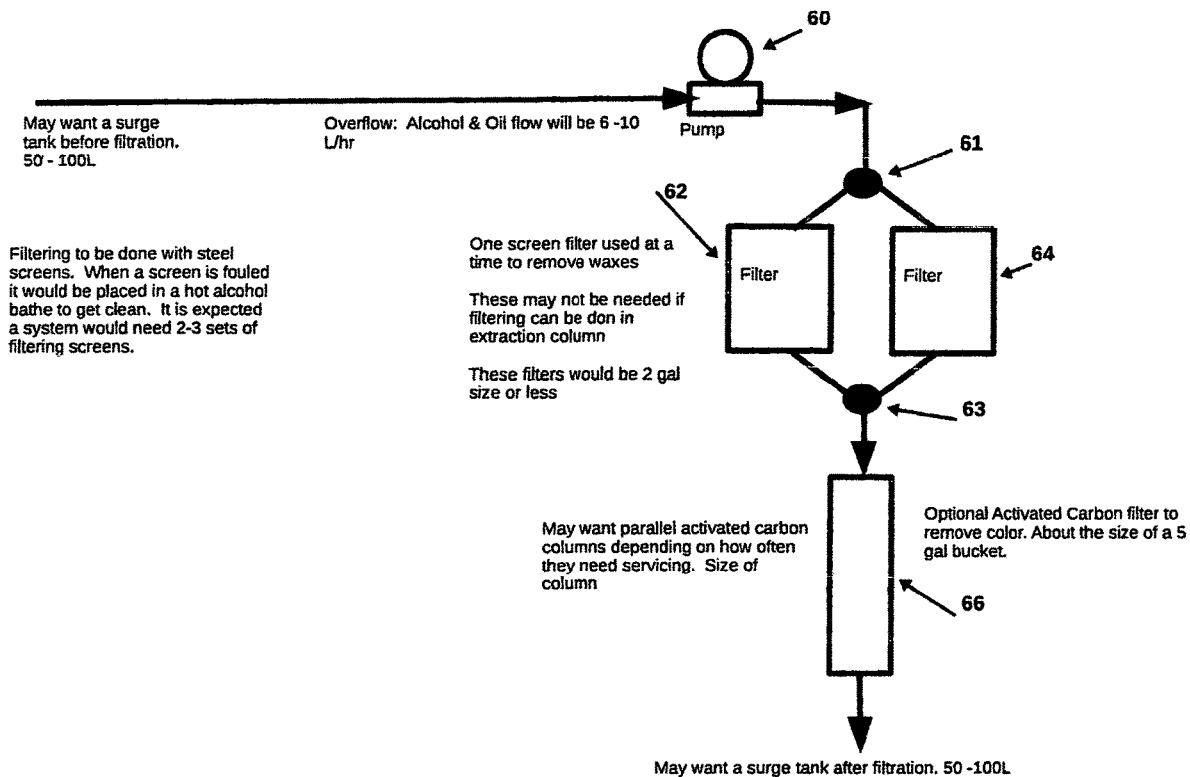 60
May want a surge
tank before filtration.
50 - 100L
Overflow: Alcohol & Oil flow will be 6 -10
L/hr
Pump
61
62
Filtering to be done with steel
screens. When a screen is fouled
it would be placed in a hot alcohol
bathe to get clean. It is expected
a system would need 2-3 sets of
filtering screens.
One screen filter used at a
time to remove waxes
These may not be needed if
filtering can be don in
extraction column
These filters would be 2 gal
size or less
Filter
Filter
64
63
May want parallel activated carbon
columns depending on how often
they need servicing. Size of
column
Optional Activated Carbon filter to
remove color. About the size of a 5
gal bucket.
66
May want a surge tank after filtration. 50 -100L